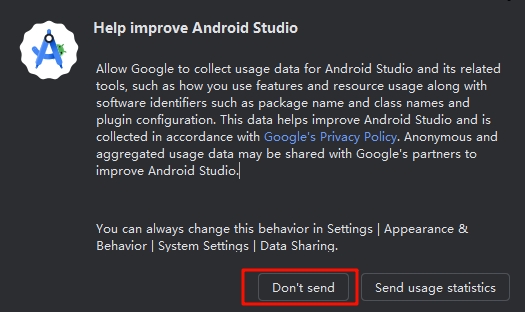 Help improve Android Studio
Allow Google to collect usage data for Android Studio and its related
tools, such as how you use features and resource usage along with
software identifiers such as package name and class names and
plugin configuration. This data helps improve Android Studio and is
collected in accordance with Google's Privacy Policy. Anonymous and
aggregated usage data may be shared with Google's partners to
improve Android Studio.
You can always change this behavior in Settings | Appearance &
Behavior | System Settings | Data Sharing.
Don't send
Send usage statistics